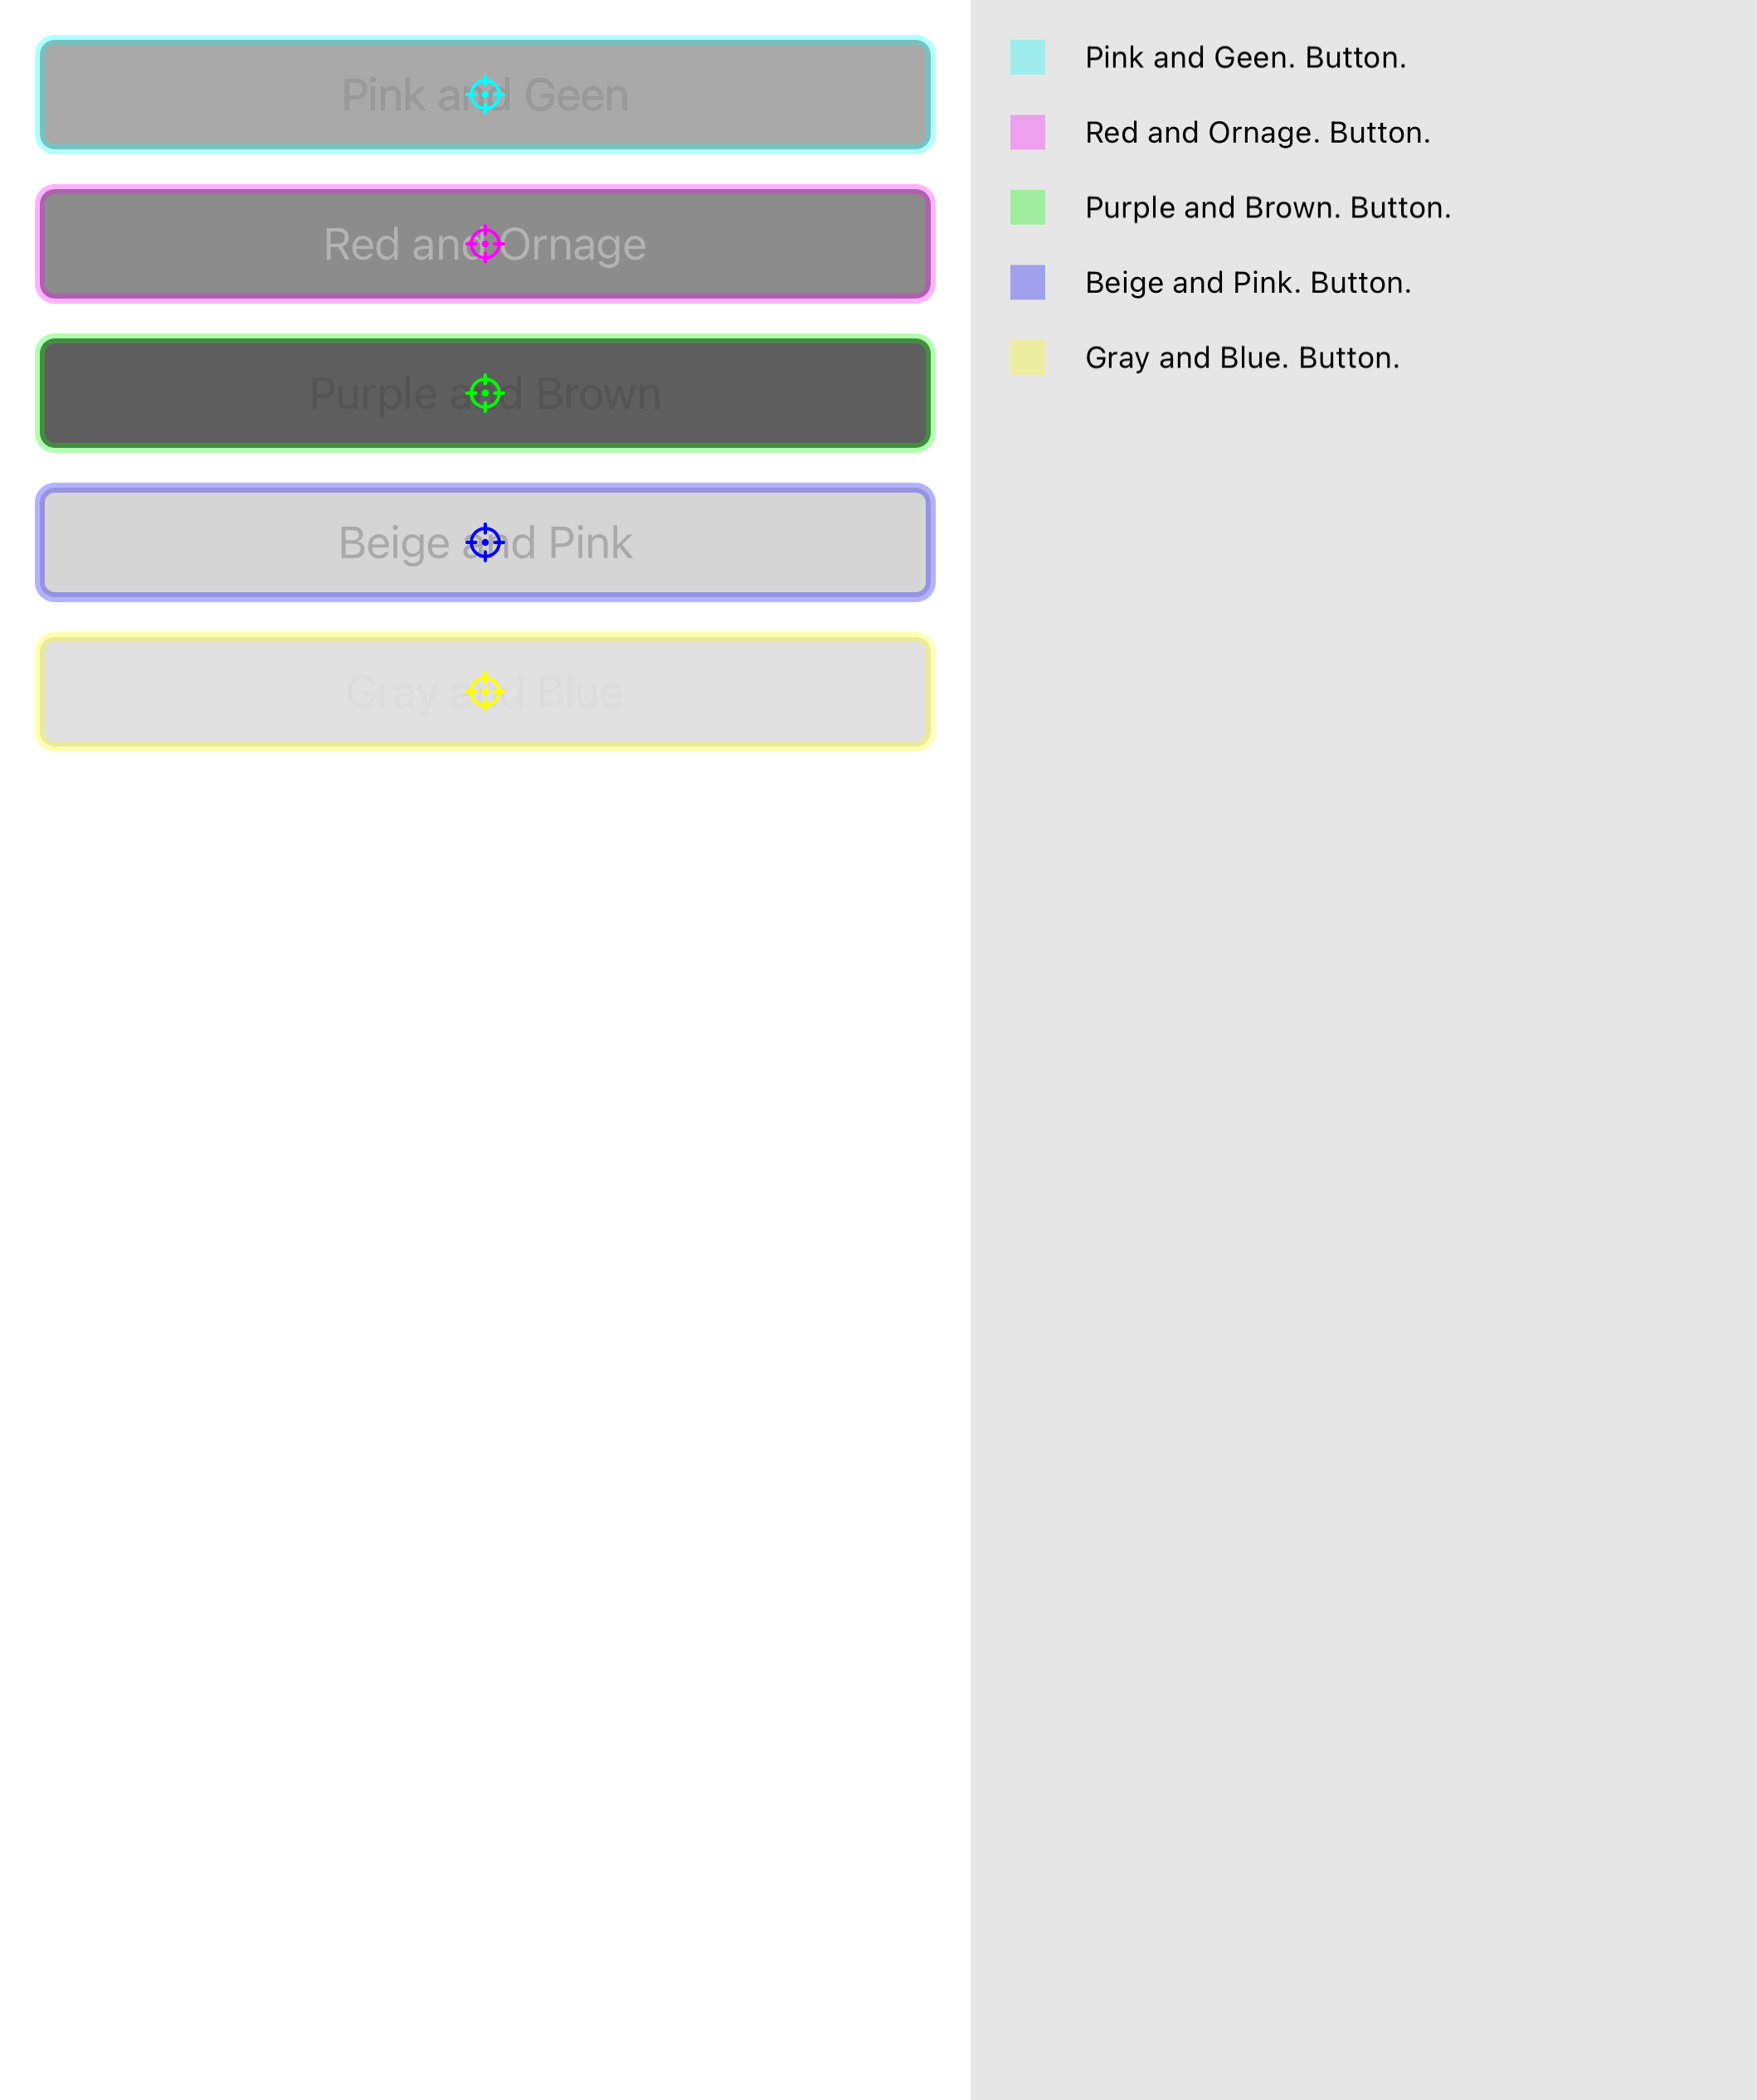 Pink and Geen
Red and Ornage
Purple and Brown
Beige and Pink
Gray and Blue
Pink and Geen. Button.
Red and Ornage. Button.
Purple and Brown. Button.
Beige and Pink. Button.
Gray and Blue. Button.